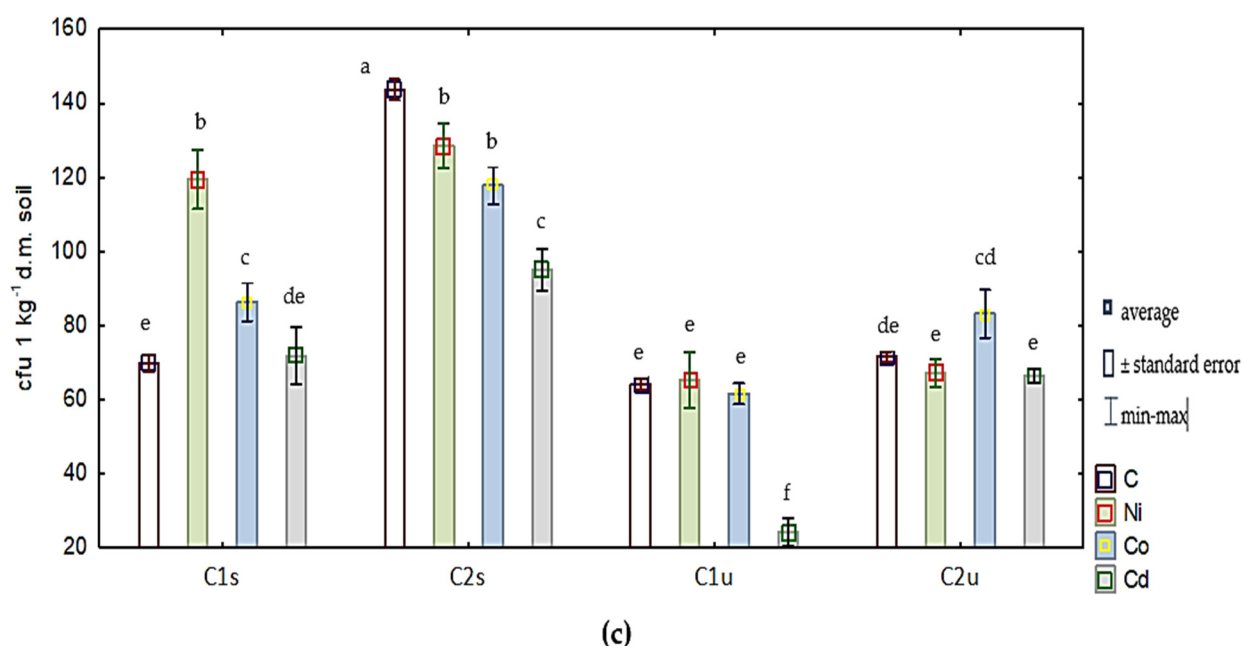 160
140
120
100
80
60
40
20
cfu 1 kg⁻¹ d.m. soil
e
b
c
de
a
b
b
c
e
e
e
f
de
e
cd
e
C1s
C2s
C1u
C2u
average
± standard error
min-max
C
Ni
Co
Cd
(c)